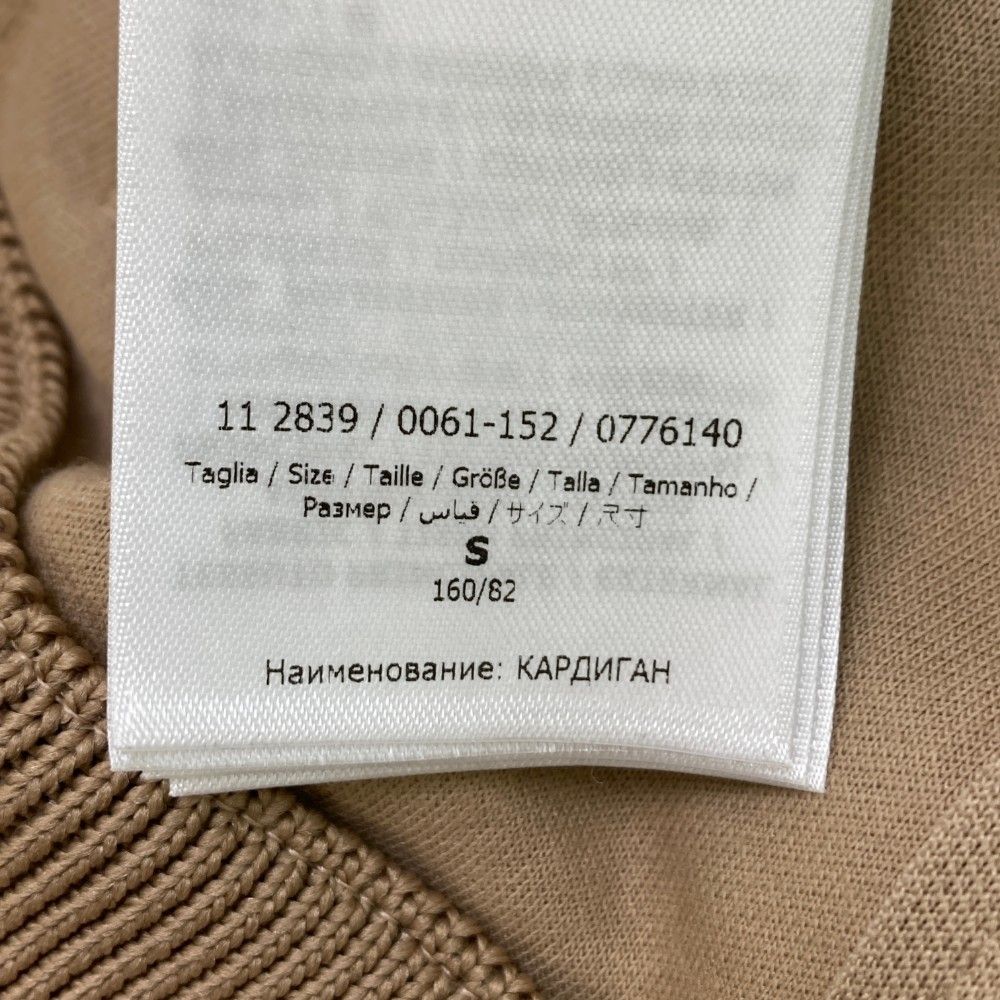 11 2839 / 0061-152 / 0776140
Taglia / Size / Taille / Größe / Talla / Tamanho /
Размер / قياس / サイズ / 尺寸
S
160/82
Наименование: КАРДИГАН